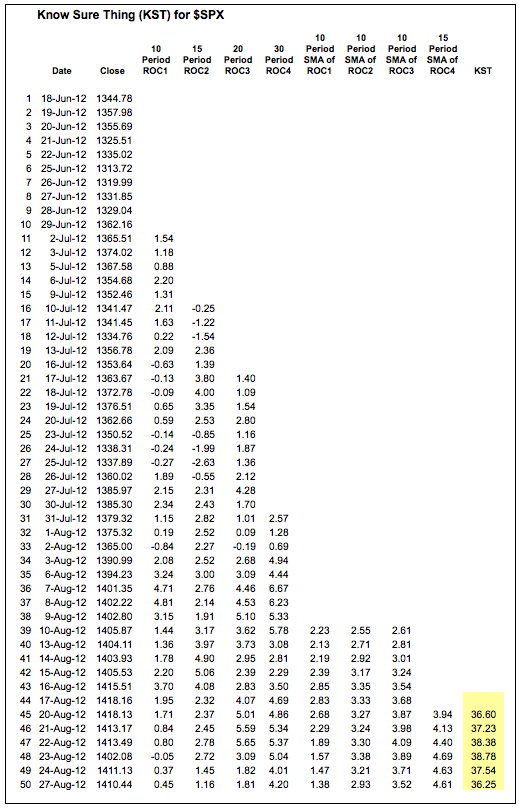 Know Sure Thing (KST) for $SPX
10 10 10 15
10 15 20 30 Period Period Period Period
Period Period Period Period SMA of SMA of SMA of SMA of
Date Close ROC1 ROC2 ROC3 ROC4 ROC1 ROC2 ROC3 ROC4 KST
1 18-Jun-12 1344.78
2 19-Jun-12 1357.98
3 20-Jun-12 1355.69
4 21-Jun-12 1325.51
5 22-Jun-12 1335.02
6 25-Jun-12 1313.72
7 26-Jun-12 1319.99
8 27-Jun-12 1331.85
9 28-Jun-12 1329.04
10 29-Jun-12 1362.16
11 2-Jul-12 1365.51 1.54
12 3-Jul-12 1374.02 1.18
13 5-Jul-12 1367.58 0.88
14 6-Jul-12 1354.68 2.20
15 9-Jul-12 1352.46 1.31
16 10-Jul-12 1341.47 2.11 -0.25
17 11-Jul-12 1341.45 1.63 -1.22
18 12-Jul-12 1334.76 0.22 -1.54
19 13-Jul-12 1356.78 2.09 2.36
20 16-Jul-12 1353.64 -0.63 1.39
21 17-Jul-12 1363.67 -0.13 3.80 1.40
22 18-Jul-12 1372.78 -0.09 4.00 1.09
23 19-Jul-12 1376.51 0.65 3.35 1.54
24 20-Jul-12 1362.66 0.59 2.53 2.80
25 23-Jul-12 1350.52 -0.14 -0.85 1.16
26 24-Jul-12 1338.31 -0.24 -1.99 1.87
27 25-Jul-12 1337.89 -0.27 -2.63 1.36
28 26-Jul-12 1360.02 1.89 -0.55 2.12
29 27-Jul-12 1385.97 2.15 2.31 4.28
30 30-Jul-12 1385.30 2.34 2.43 1.70
31 31-Jul-12 1379.32 1.15 2.82 1.01 2.57
32 1-Aug-12 1375.32 0.19 2.52 0.09 1.28
33 2-Aug-12 1365.00 -0.84 2.27 -0.19 0.69
34 3-Aug-12 1390.99 2.08 2.52 2.68 4.94
35 6-Aug-12 1394.23 3.24 3.00 3.09 4.44
36 7-Aug-12 1401.35 4.71 2.76 4.46 6.67
37 8-Aug-12 1402.22 4.81 2.14 4.53 6.23
38 9-Aug-12 1402.80 3.15 1.91 5.10 5.33
39 10-Aug-12 1405.87 1.44 3.17 3.62 5.78 2.23 2.55 2.61
40 13-Aug-12 1404.11 1.36 3.97 3.73 3.08 2.13 2.71 2.81
41 14-Aug-12 1403.93 1.78 4.90 2.95 2.81 2.19 2.92 3.01
42 15-Aug-12 1405.53 2.20 5.06 2.39 2.29 2.39 3.17 3.24
43 16-Aug-12 1415.51 3.70 4.08 2.83 3.50 2.85 3.35 3.54
44 17-Aug-12 1418.16 1.95 2.32 4.07 4.69 2.83 3.33 3.68
45 20-Aug-12 1418.13 1.71 2.37 5.01 4.86 2.68 3.27 3.87 3.94 36.60
46 21-Aug-12 1413.17 0.84 2.45 5.59 5.34 2.29 3.24 3.98 4.13 37.23
47 22-Aug-12 1413.49 0.80 2.78 5.65 5.37 1.89 3.30 4.09 4.40 38.38
48 23-Aug-12 1402.08 -0.05 2.72 3.09 5.04 1.57 3.38 3.89 4.69 38.78
49 24-Aug-12 1411.13 0.37 1.45 1.82 4.01 1.47 3.21 3.71 4.63 37.54
50 27-Aug-12 1410.44 0.45 1.16 1.81 4.20 1.38 2.93 3.52 4.61 36.25